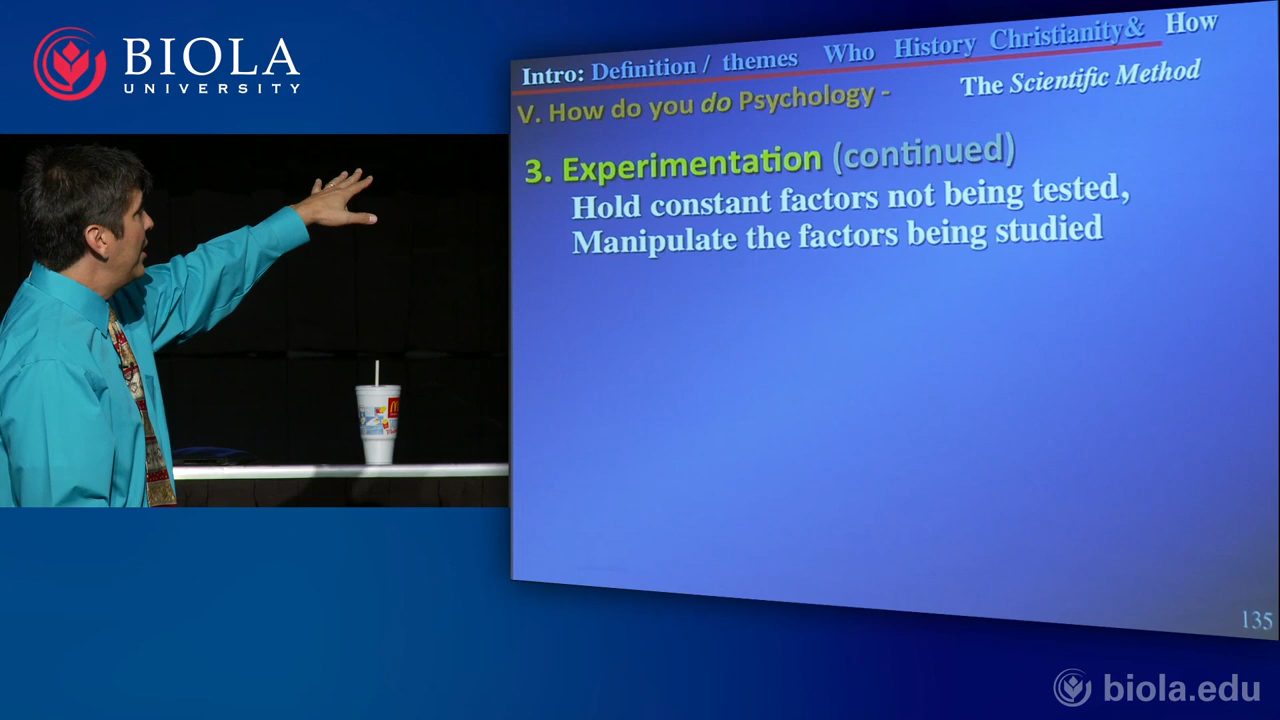 BIOLA
UNIVERSITY
Intro: Definition / themes Who History Christianity& How
V. How do you do Psychology - The Scientific Method
3. Experimentation (continued)
Hold constant factors not being tested,
Manipulate the factors being studied
135
biola.edu